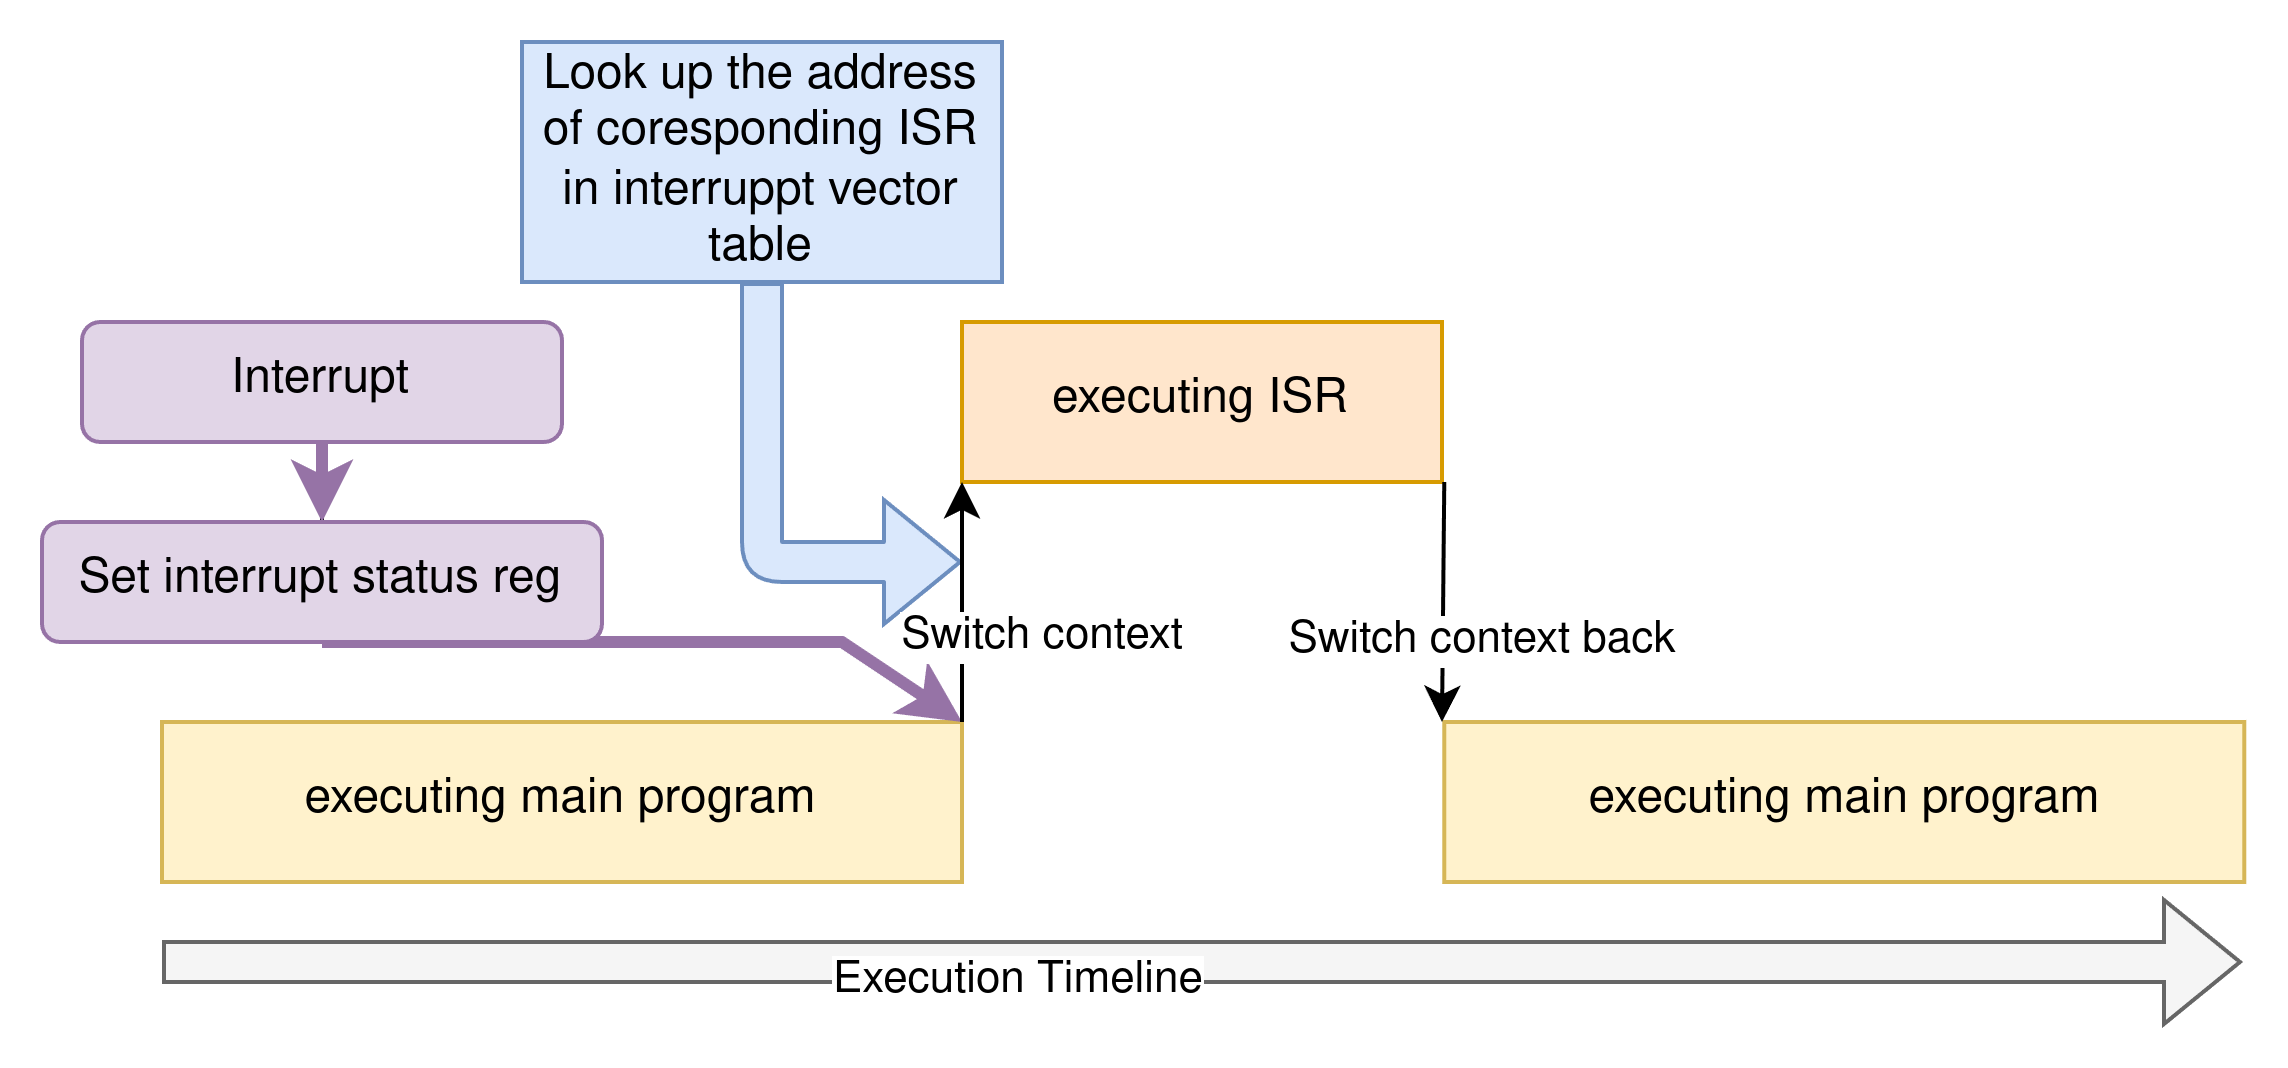 Look up the address
of coresponding ISR
in interruppt vector
table
Interrupt
executing ISR
Set interrupt status reg
Switch context
Switch context back
executing main program
executing main program
Execution Timeline